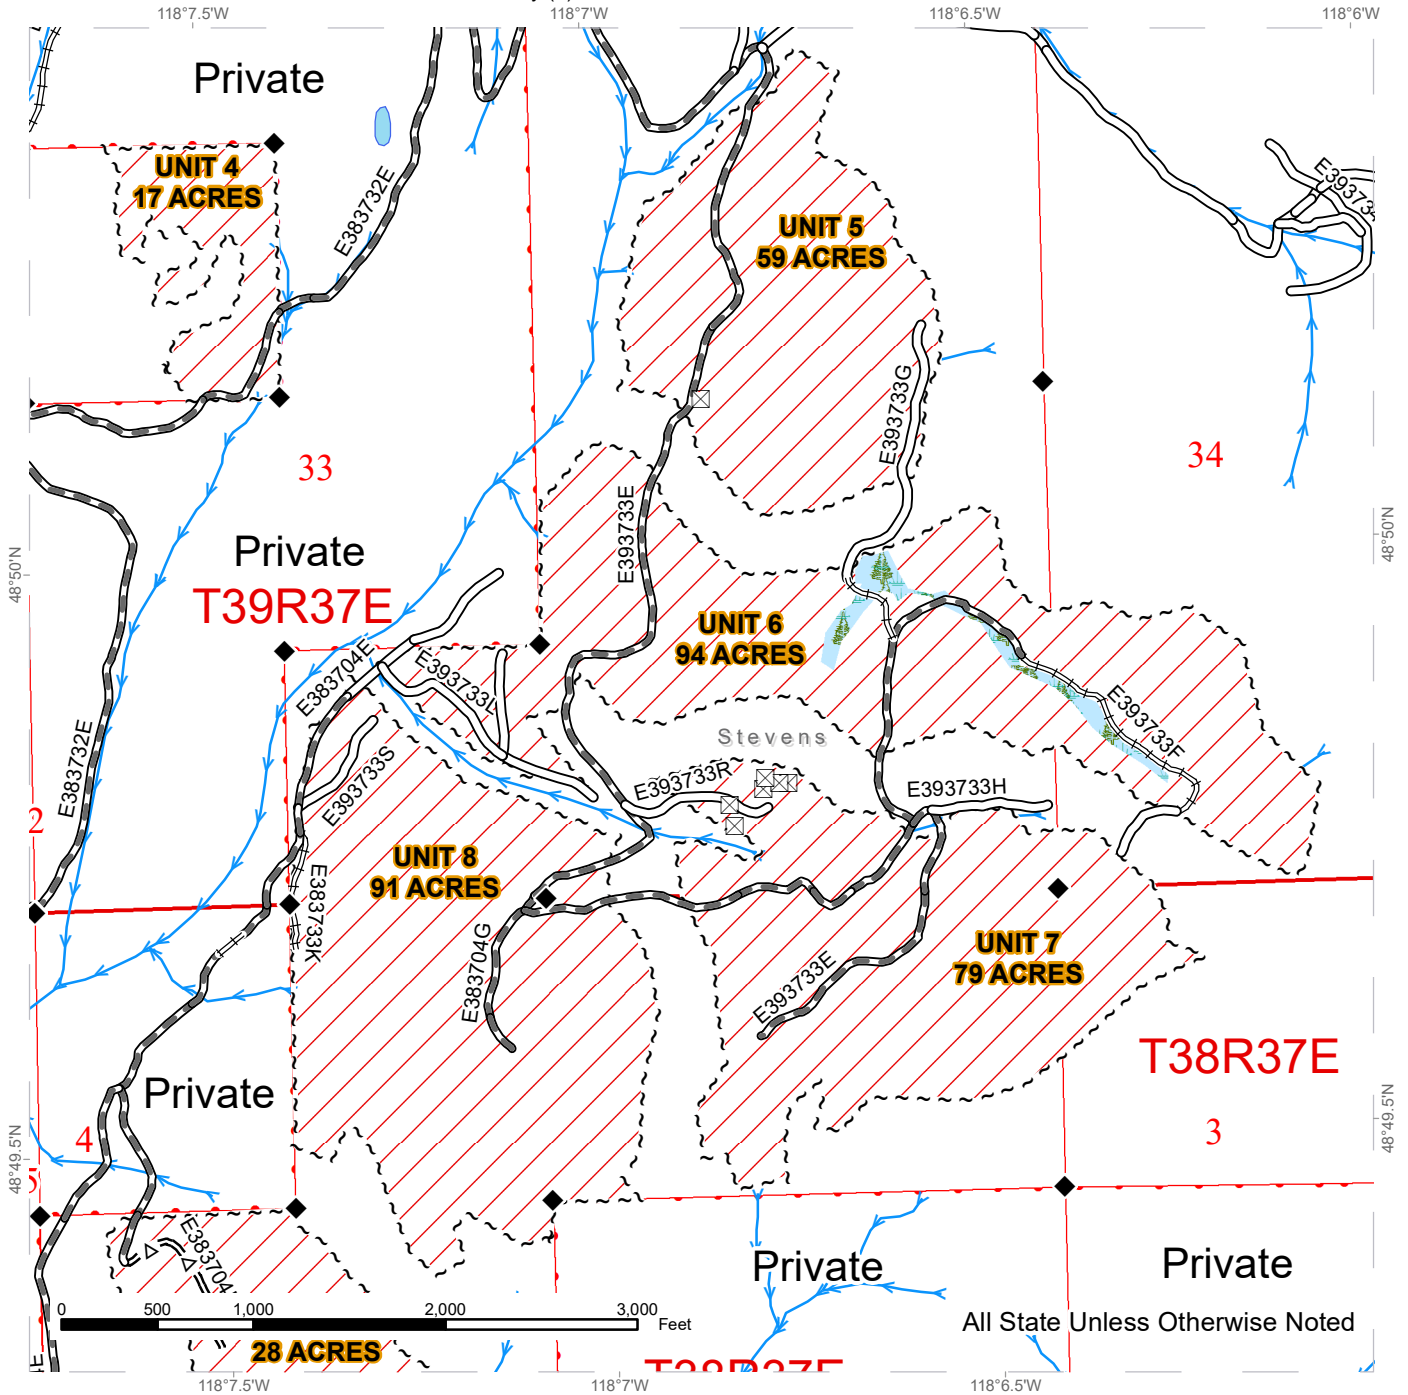 118°7.5'W
118°7'W
118°6.5'W
118°6'W
Private
UNIT 4
17 ACRES
E383732E
UNIT 5
59 ACRES
E393733G
33
34
Private
T39R37E
48°50'N
48°50'N
E393733E
UNIT 6
94 ACRES
E383704E
E393733L
E393733S
E393733F
Stevens
E393733R
E393733H
E383732E
2
UNIT 8
91 ACRES
E383733K
E383704G
UNIT 7
79 ACRES
E393733E
T38R37E
Private
4
3
48°49.5'N
48°49.5'N
5
Private
Private
0
500
1,000
2,000
3,000
Feet
All State Unless Otherwise Noted
28 ACRES
T38R37E
118°7.5'W
118°7'W
118°6.5'W